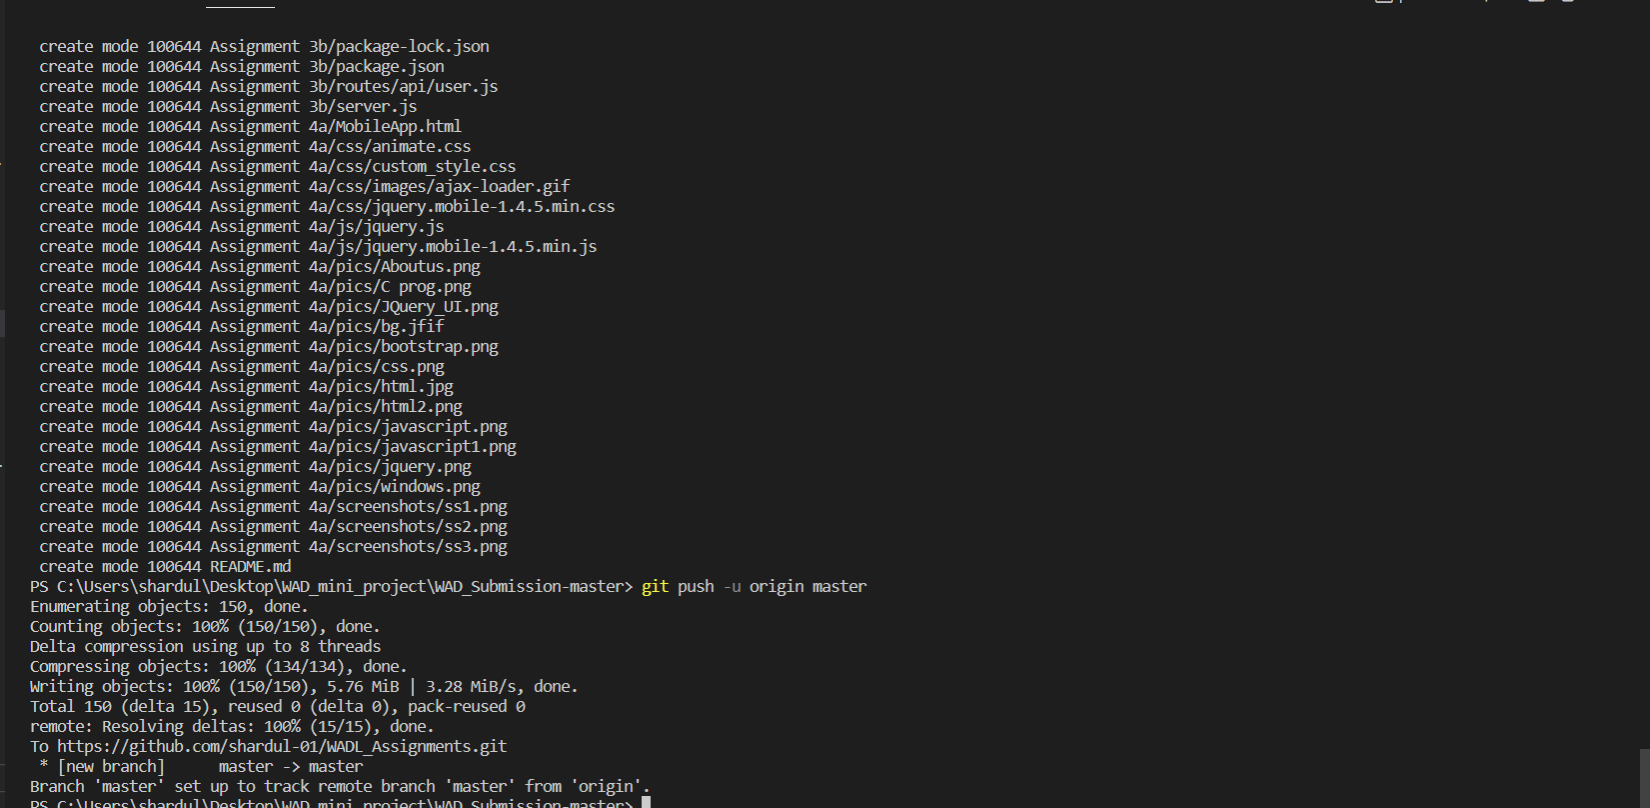 create mode 100644 Assignment 3b/package-lock.json
create mode 100644 Assignment 3b/package.json
create mode 100644 Assignment 3b/routes/api/user.js
create mode 100644 Assignment 3b/server.js
create mode 100644 Assignment 4a/MobileApp.html
create mode 100644 Assignment 4a/css/animate.css
create mode 100644 Assignment 4a/css/custom_style.css
create mode 100644 Assignment 4a/css/images/ajax-loader.gif
create mode 100644 Assignment 4a/css/jquery.mobile-1.4.5.min.css
create mode 100644 Assignment 4a/js/jquery.js
create mode 100644 Assignment 4a/js/jquery.mobile-1.4.5.min.js
create mode 100644 Assignment 4a/pics/Aboutus.png
create mode 100644 Assignment 4a/pics/C prog.png
create mode 100644 Assignment 4a/pics/JQuery_UI.png
create mode 100644 Assignment 4a/pics/bg.jfif
create mode 100644 Assignment 4a/pics/bootstrap.png
create mode 100644 Assignment 4a/pics/css.png
create mode 100644 Assignment 4a/pics/html.jpg
create mode 100644 Assignment 4a/pics/html2.png
create mode 100644 Assignment 4a/pics/javascript.png
create mode 100644 Assignment 4a/pics/javascript1.png
create mode 100644 Assignment 4a/pics/jquery.png
create mode 100644 Assignment 4a/pics/windows.png
create mode 100644 Assignment 4a/screenshots/ss1.png
create mode 100644 Assignment 4a/screenshots/ss2.png
create mode 100644 Assignment 4a/screenshots/ss3.png
create mode 100644 README.md
PS C:\Users\shardul\Desktop\WAD_mini_project\WAD_Submission-master> git push -u origin master
Enumerating objects: 150, done.
Counting objects: 100% (150/150), done.
Delta compression using up to 8 threads
Compressing objects: 100% (134/134), done.
Writing objects: 100% (150/150), 5.76 MiB | 3.28 MiB/s, done.
Total 150 (delta 15), reused 0 (delta 0), pack-reused 0
remote: Resolving deltas: 100% (15/15), done.
To https://github.com/shardul-01/WADL_Assignments.git
* [new branch]      master -> master
Branch 'master' set up to track remote branch 'master' from 'origin'.
PS C:\Users\shardul\Desktop\WAD_mini_project\WAD_Submission-master>